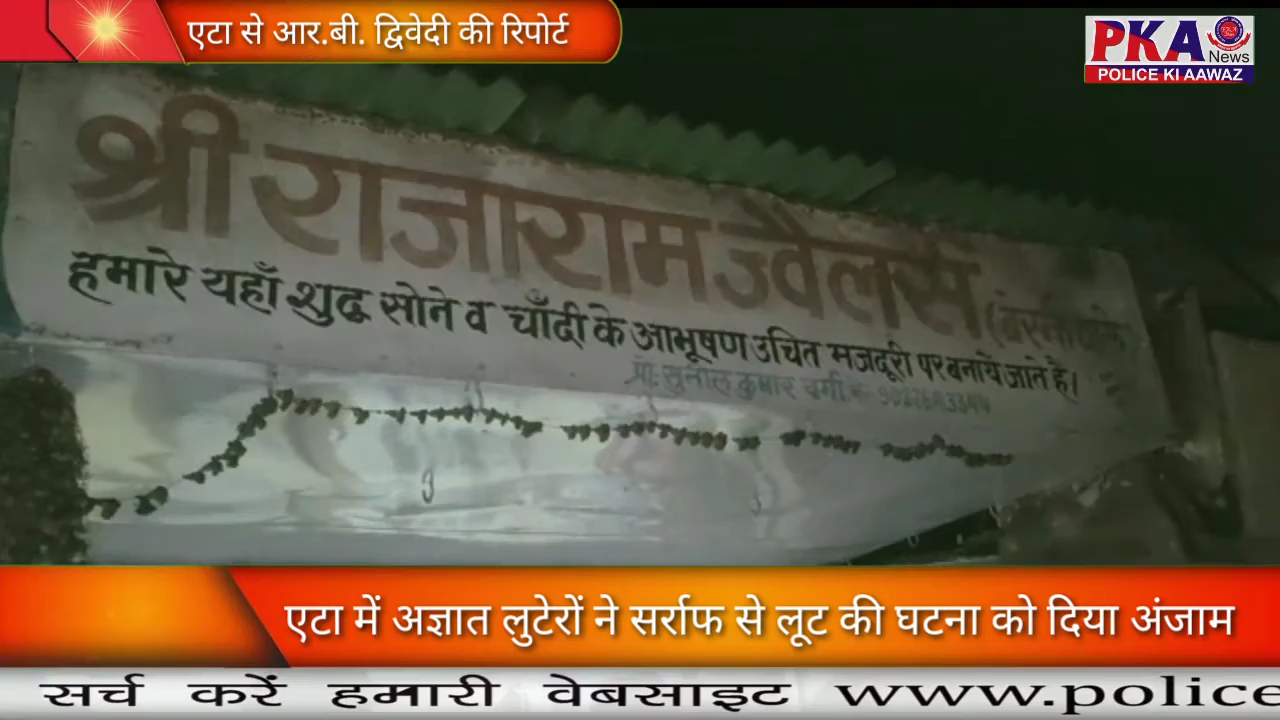 एटा से आर.बी. द्विवेदी की रिपोर्ट
PKA
News
POLICE KI AAWAZ
श्री राजाराम ज्वैलर्स
हमारे यहाँ शुद्ध सोने व चाँदी के आभूषण उचित मजदूरी पर बनायें जाते है।
प्रो. सुनील कुमार वर्मा
एटा में अज्ञात लुटेरों ने सर्राफ से लूट की घटना को दिया अंजाम
सर्च करें हमारी वेबसाइट www.police